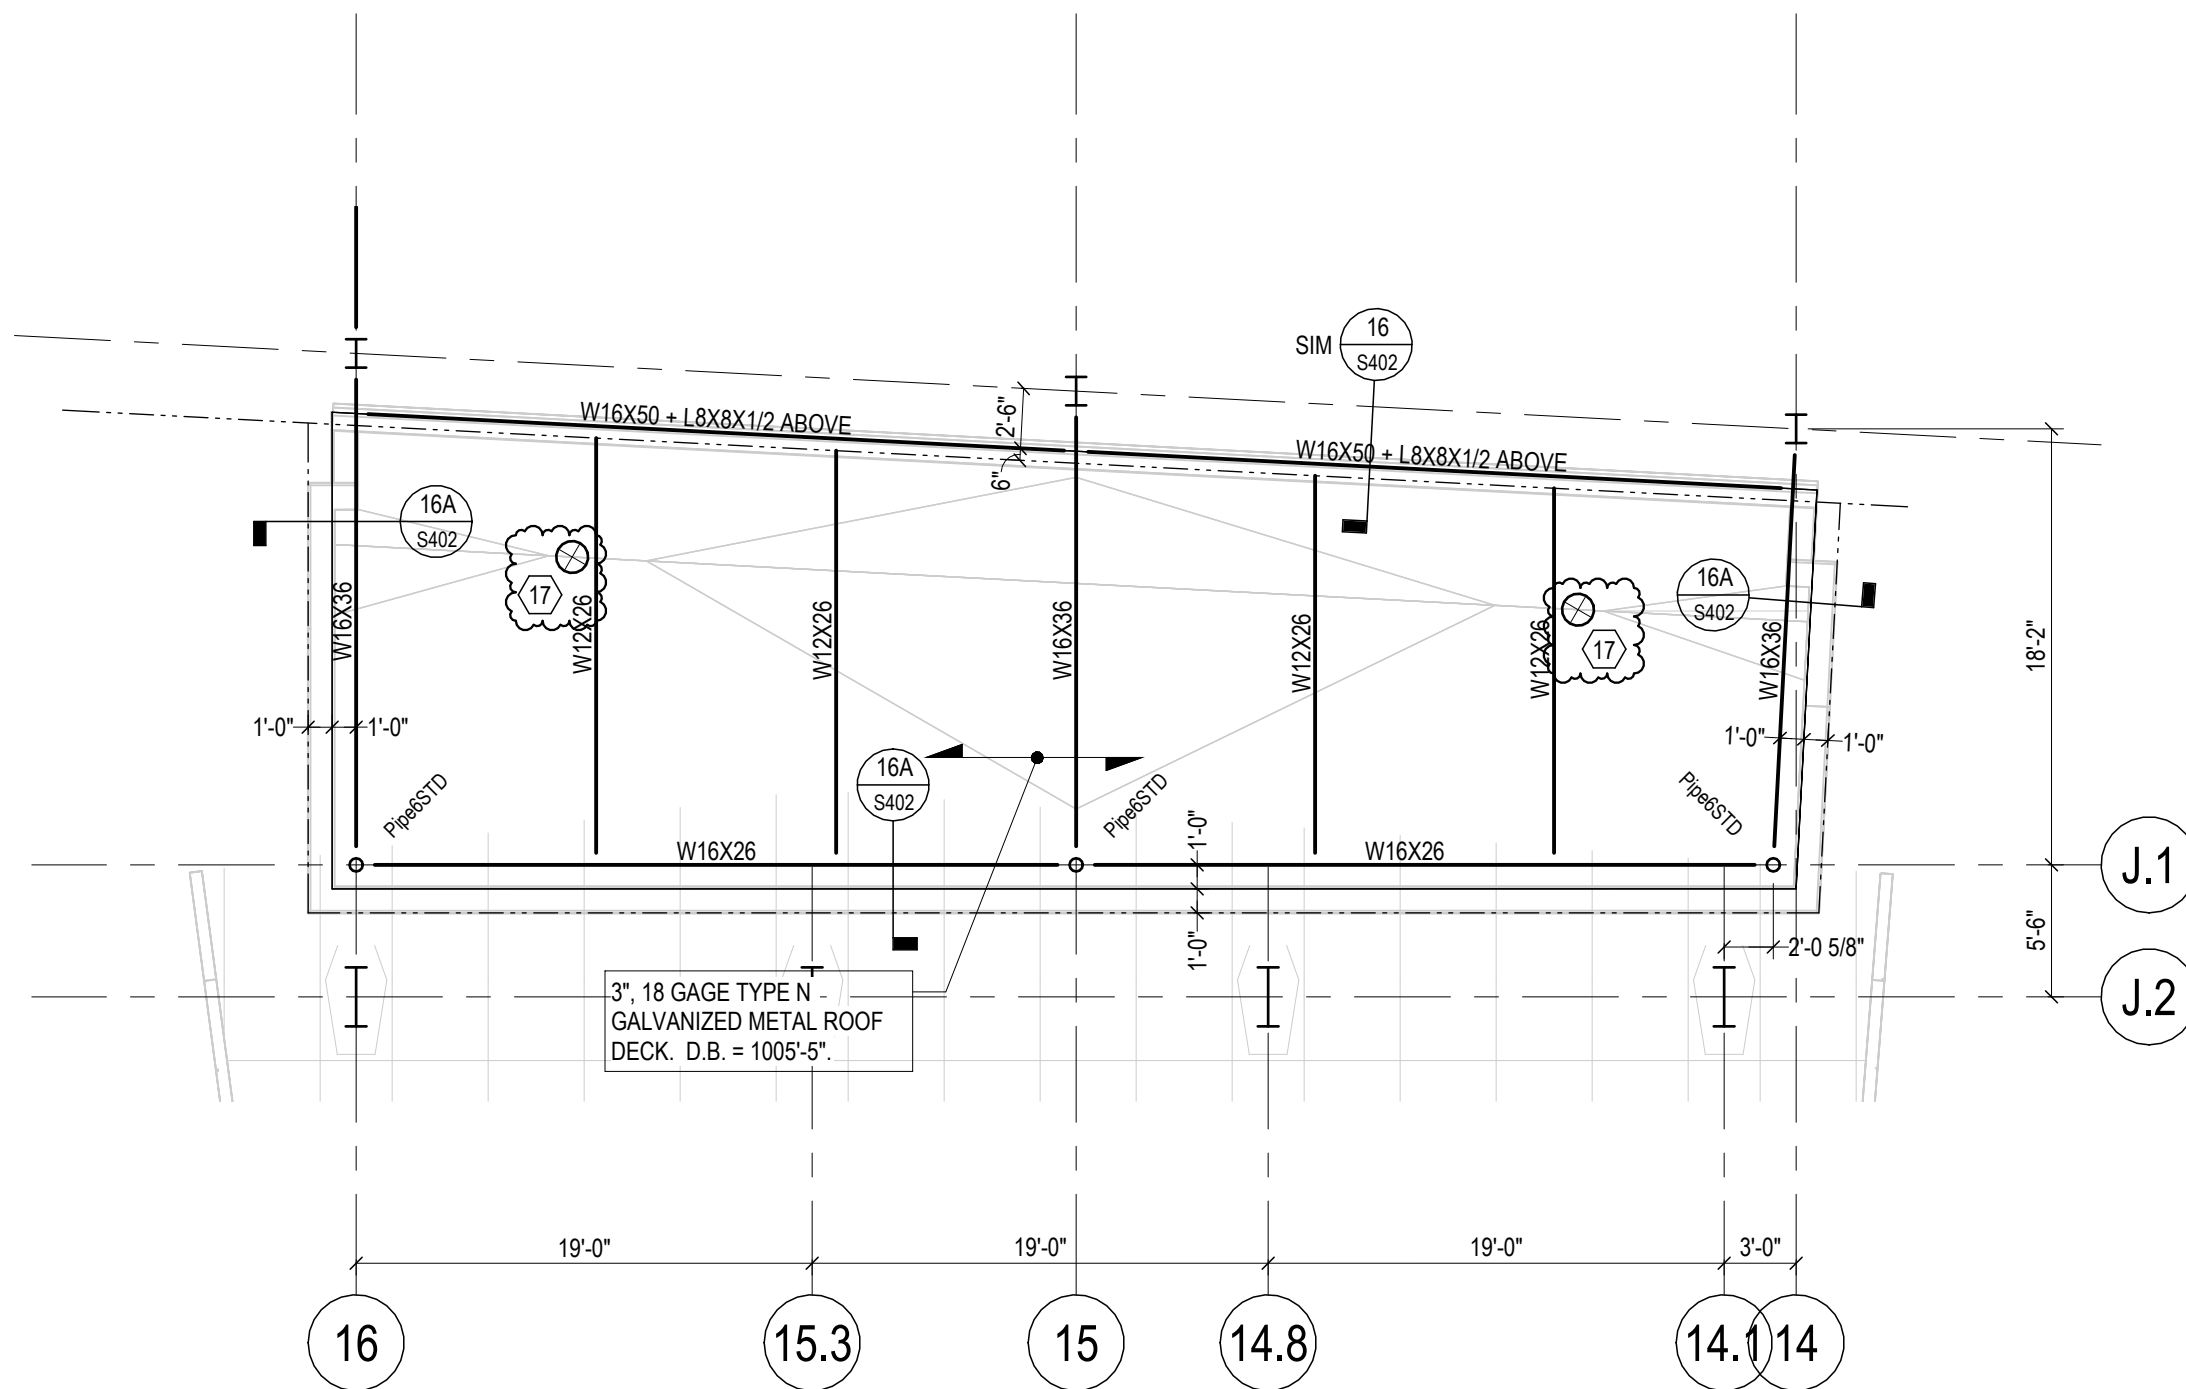 16
S402
SIM
2'-6"
W16X50 + L8X8X1/2 ABOVE
W16X50 + L8X8X1/2 ABOVE
6"
16A
S402
17
16A
S402
17
W16X36
W12X26
W12X26
W16X36
W12X26
W12X26
W16X36
18'-2"
1'-0"
1'-0"
1'-0"
1'-0"
16A
S402
Pipe6STD
Pipe6STD
Pipe6STD
W16X26
1'-0"
W16X26
J.1
1'-0"
2'-0 5/8"
5'-6"
J.2
3", 18 GAGE TYPE N
GALVANIZED METAL ROOF
DECK. D.B. = 1005'-5".
19'-0"
19'-0"
19'-0"
3'-0"
16
15.3
15
14.8
14.1
14